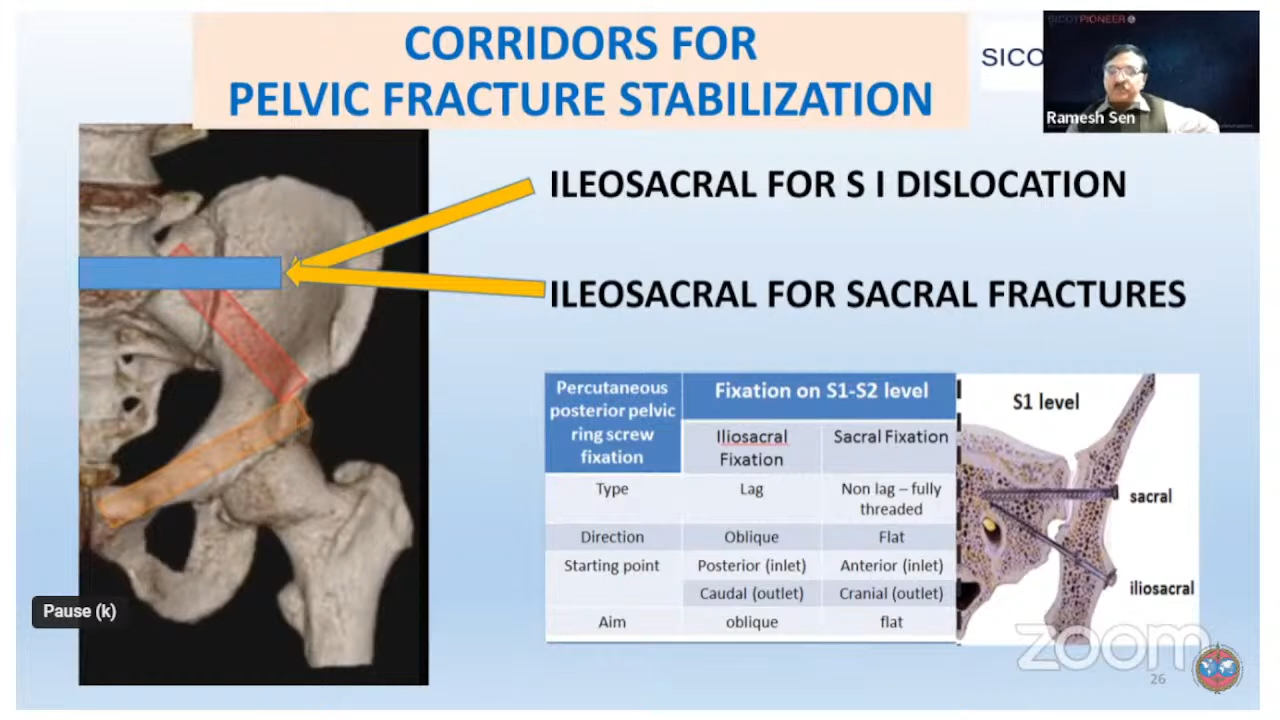 CORRIDORS FOR
PELVIC FRACTURE STABILIZATION
SICO
SICOTPIONEER
Ramesh Sen
ILEOSACRAL FOR S I DISLOCATION
ILEOSACRAL FOR SACRAL FRACTURES
Percutaneous
posterior pelvic
ring screw
fixation
Fixation on S1-S2 level
Iliosacral
Fixation
Sacral Fixation
Type
Lag
Non lag – fully
threaded
Direction
Oblique
Flat
Starting point
Posterior (inlet)
Anterior (inlet)
Caudal (outlet)
Cranial (outlet)
Aim
oblique
flat
S1 level
sacral
iliosacral
Pause (k)
zoom
26